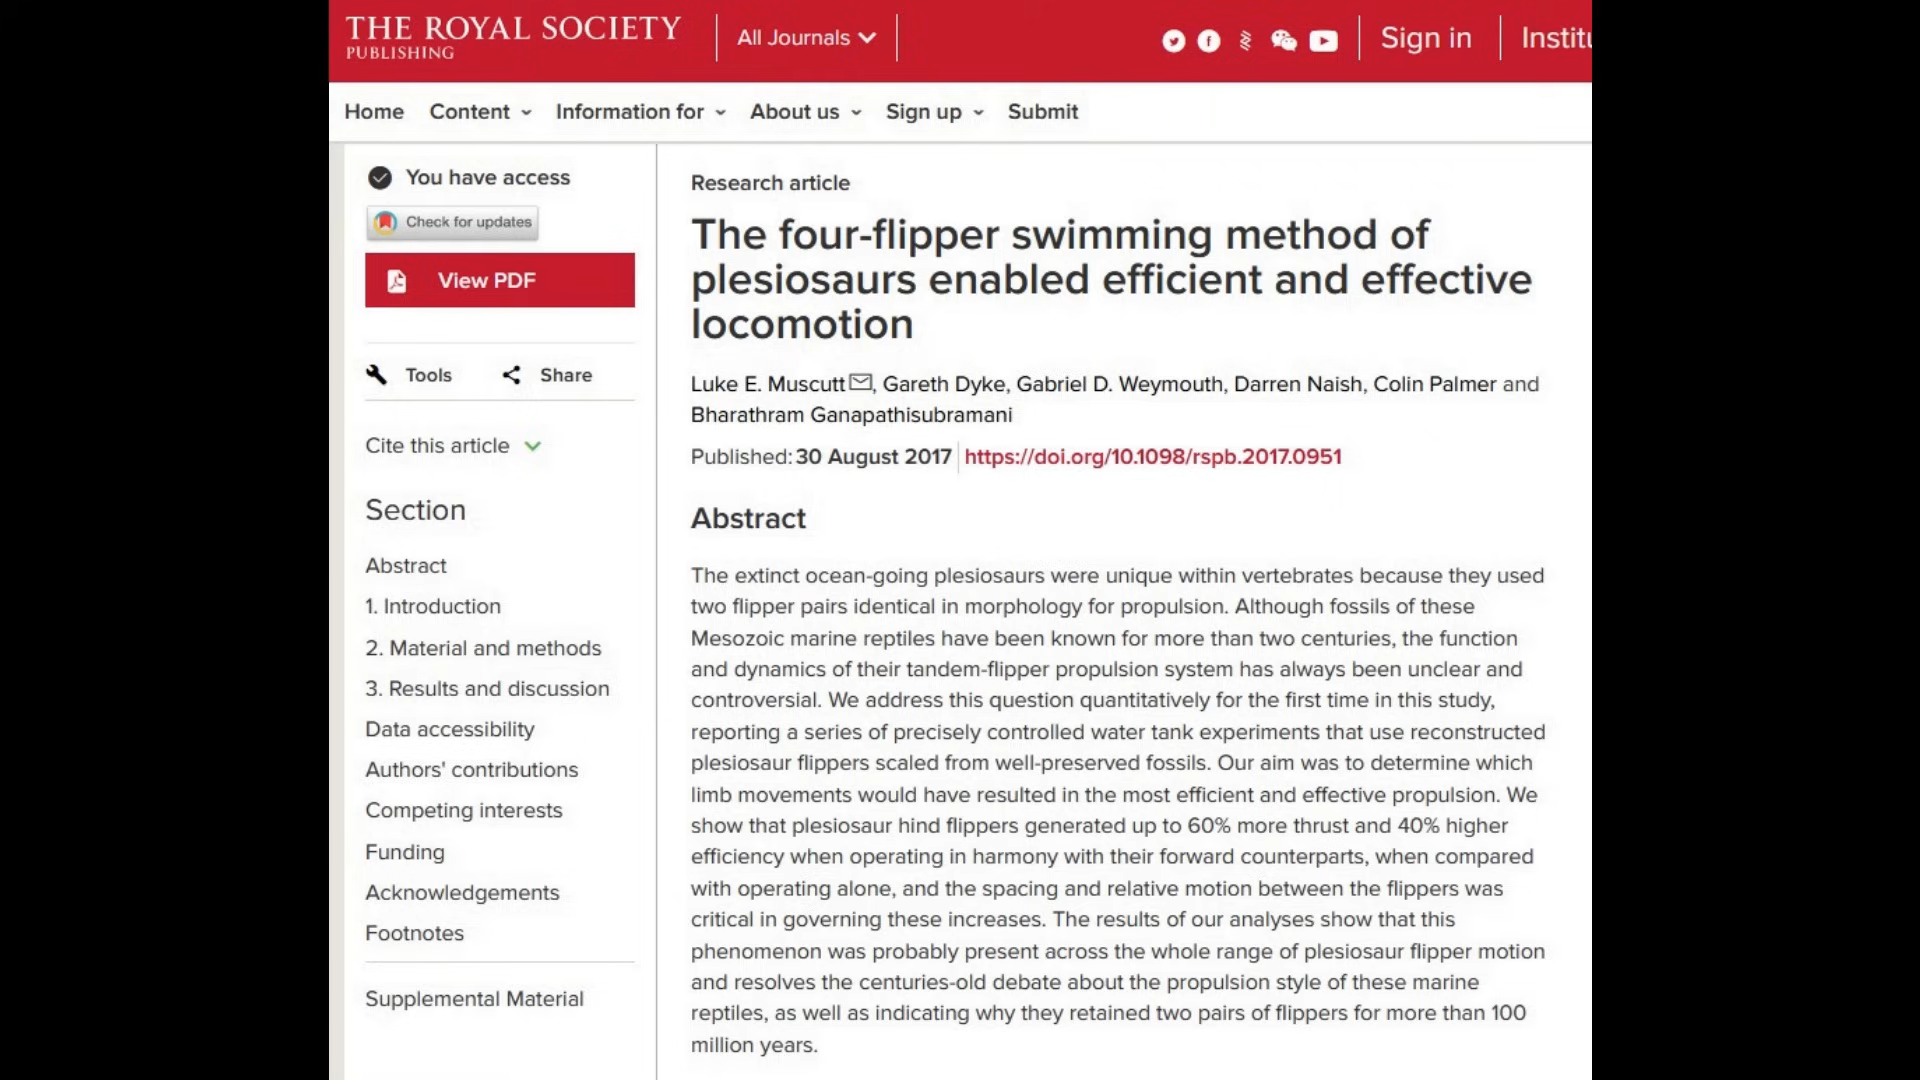 THE ROYAL SOCIETY
PUBLISHING
All Journals
Sign in
Home
Content
Information for
About us
Sign up
Submit
You have access
Check for updates
View PDF
Tools
Share
Cite this article
Section
Abstract
1. Introduction
2. Material and methods
3. Results and discussion
Data accessibility
Authors' contributions
Competing interests
Funding
Acknowledgements
Footnotes
Supplemental Material
Research article
The four-flipper swimming method of
plesiosaurs enabled efficient and effective
locomotion
Luke E. Muscutt, Gareth Dyke, Gabriel D. Weymouth, Darren Naish, Colin Palmer and
Bharathram Ganapathisubramani
Published: 30 August 2017 https://doi.org/10.1098/rspb.2017.0951
Abstract
The extinct ocean-going plesiosaurs were unique within vertebrates because they used
two flipper pairs identical in morphology for propulsion. Although fossils of these
Mesozoic marine reptiles have been known for more than two centuries, the function
and dynamics of their tandem-flipper propulsion system has always been unclear and
controversial. We address this question quantitatively for the first time in this study,
reporting a series of precisely controlled water tank experiments that use reconstructed
plesiosaur flippers scaled from well-preserved fossils. Our aim was to determine which
limb movements would have resulted in the most efficient and effective propulsion. We
show that plesiosaur hind flippers generated up to 60% more thrust and 40% higher
efficiency when operating in harmony with their forward counterparts, when compared
with operating alone, and the spacing and relative motion between the flippers was
critical in governing these increases. The results of our analyses show that this
phenomenon was probably present across the whole range of plesiosaur flipper motion
and resolves the centuries-old debate about the propulsion style of these marine
reptiles, as well as indicating why they retained two pairs of flippers for more than 100
million years.